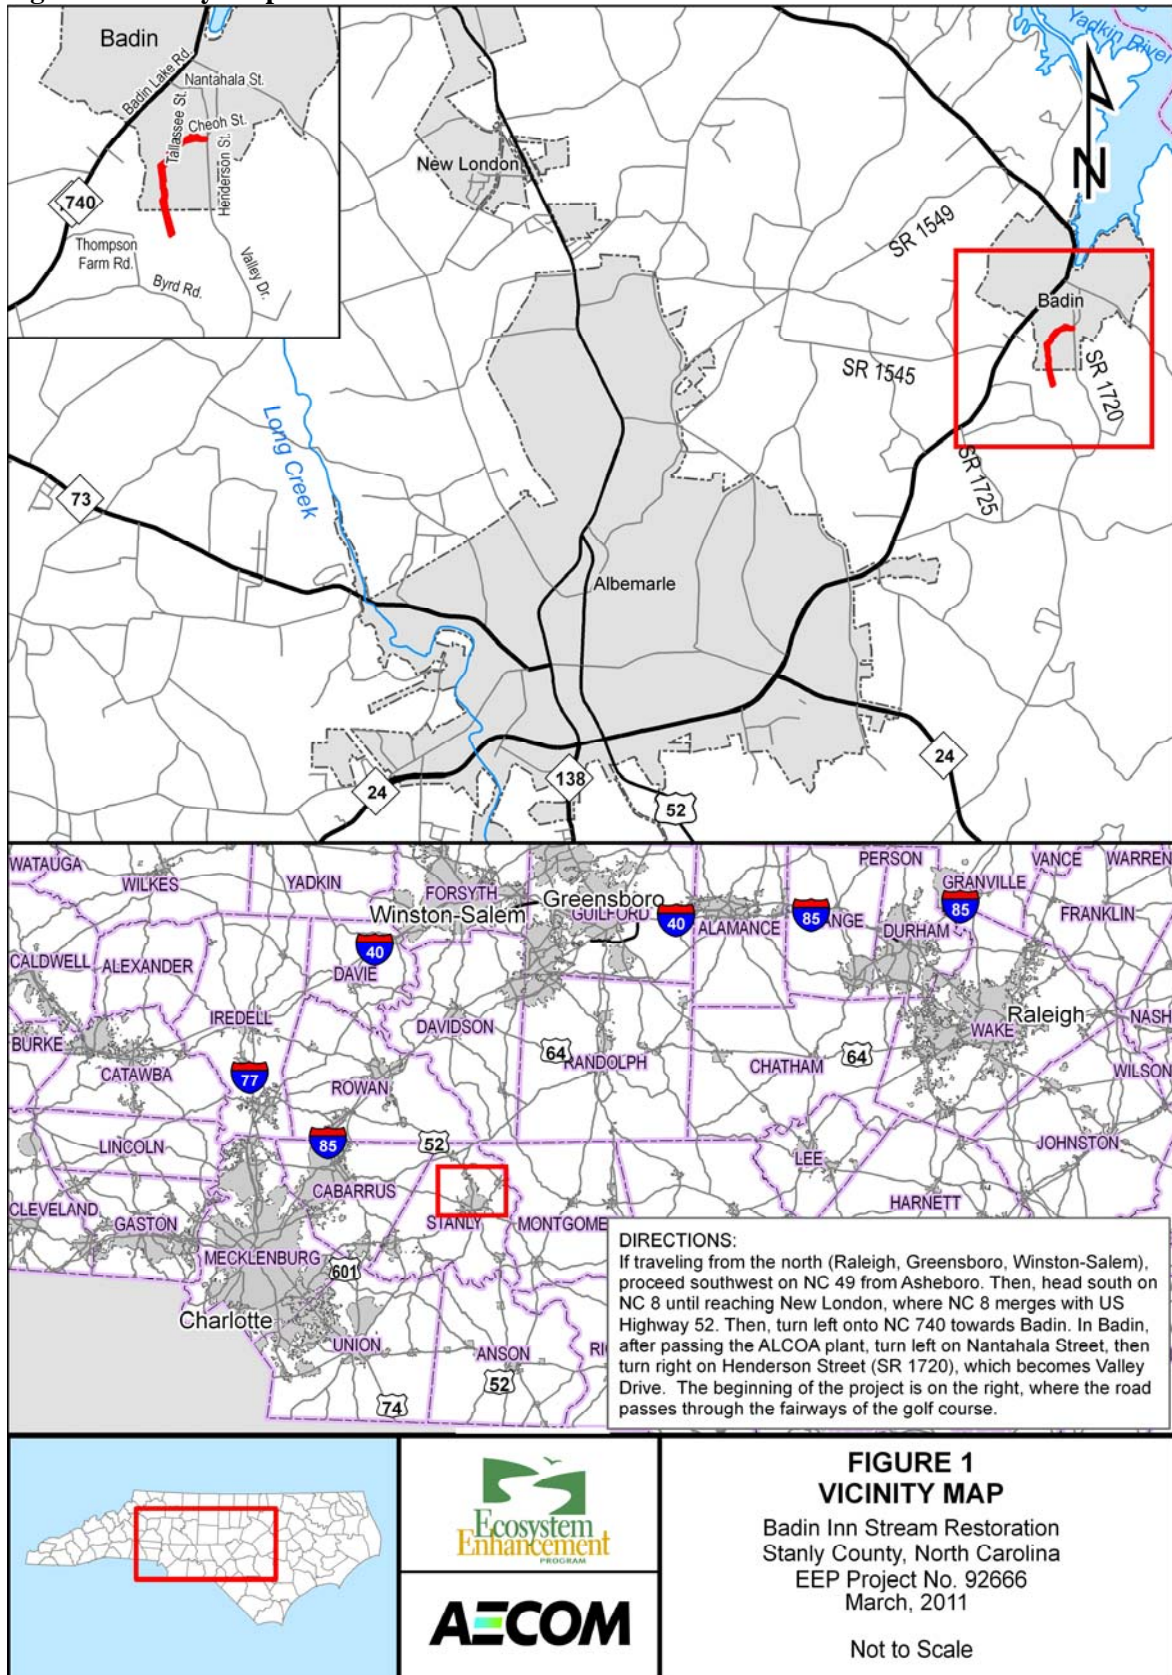 Badin
Badin Lake Rd.
Nantahala St.
Tallassee St.
Cheoh St.
Henderson St.
740
Thompson
Farm Rd.
Byrd Rd.
Valley Dr.
Yadkin River
N
New London
SR 1549
Badin
SR 1545
SR 1720
SR 1725
Long Creek
73
Albemarle
24
138
52
24
WATAUGA
WILKES
YADKIN
FORSYTH
Winston-Salem
Greensboro
GUILFORD
40
ALAMANCE
85
ANGE
PERSON
DURHAM
GRANVILLE
85
VANCE
WARREN
FRANKLIN
CALDWELL
ALEXANDER
40
DAVIE
IREDELL
DAVIDSON
BURKE
CATAWBA
77
ROWAN
64
RANDOLPH
CHATHAM
64
Raleigh
WAKE
NASH
WILSON
LINCOLN
85
52
LEE
JOHNSTON
CABARRUS
CLEVELAND
GASTON
STANLY
MONTGOME
HARNETT
MECKLENBURG
601
Charlotte
UNION
ANSON
RI
52
74
DIRECTIONS:
If traveling from the north (Raleigh, Greensboro, Winston-Salem),
proceed southwest on NC 49 from Asheboro. Then, head south on
NC 8 until reaching New London, where NC 8 merges with US
Highway 52. Then, turn left onto NC 740 towards Badin. In Badin,
after passing the ALCOA plant, turn left on Nantahala Street, then
turn right on Henderson Street (SR 1720), which becomes Valley
Drive. The beginning of the project is on the right, where the road
passes through the fairways of the golf course.
Ecosystem
Enhancement
PROGRAM
AECOM
FIGURE 1
VICINITY MAP
Badin Inn Stream Restoration
Stanly County, North Carolina
EEP Project No. 92666
March, 2011
Not to Scale